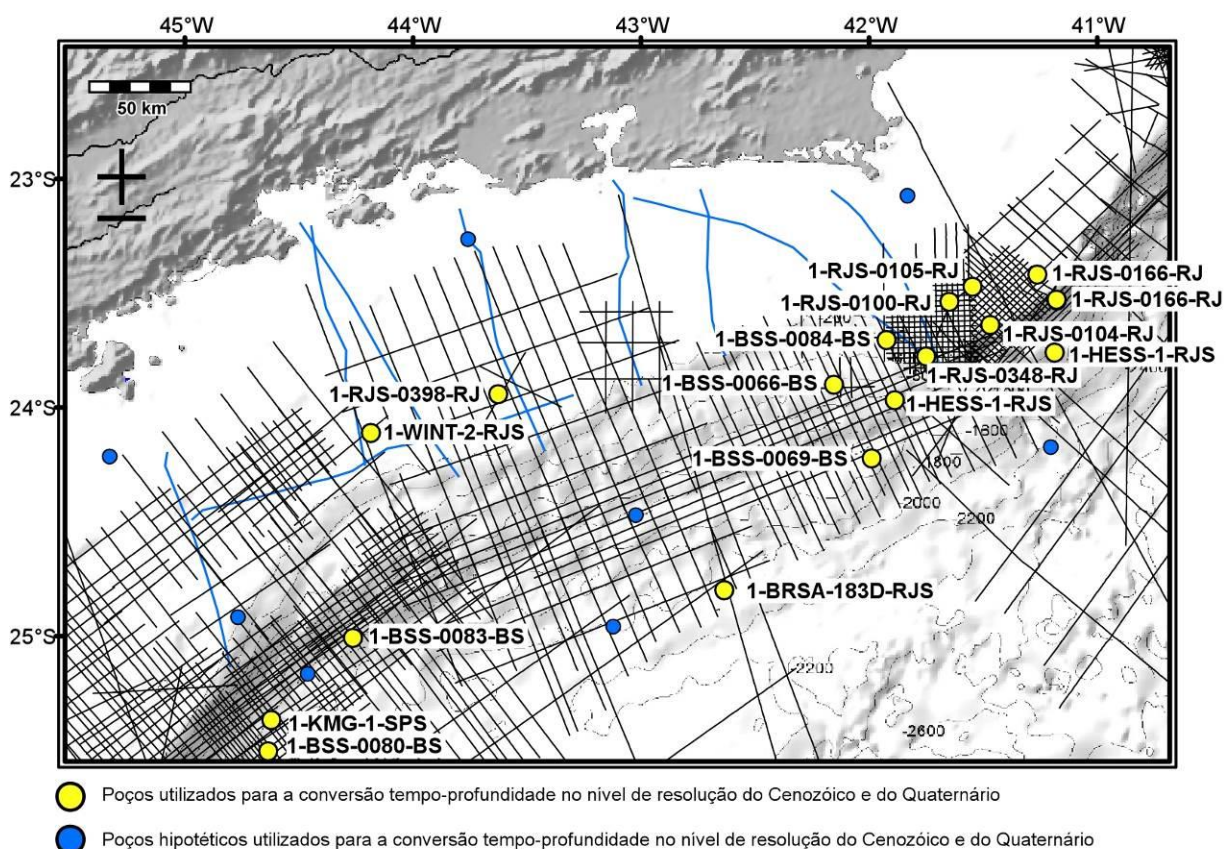 45°W 44°W 43°W 42°W 41°W
50 km
23°S
24°S
25°S
1-RJS-0105-RJ
1-RJS-0166-RJ
1-RJS-0100-RJ
1-RJS-0166-RJ
1-RJS-0104-RJ
1-BSS-0084-BS
1-HESS-1-RJS
1-RJS-0348-RJ
1-BSS-0066-BS
1-RJS-0398-RJ
1-HESS-1-RJS
1-WINT-2-RJS
-1800
1-BSS-0069-BS
-1800
-2000
-2200
1-BRSA-183D-RJS
1-BSS-0083-BS
-2200
1-KMG-1-SPS
-2600
1-BSS-0080-BS
Poços utilizados para a conversão tempo-profundidade no nível de resolução do Cenozóico e do Quaternário
Poços hipotéticos utilizados para a conversão tempo-profundidade no nível de resolução do Cenozóico e do Quaternário